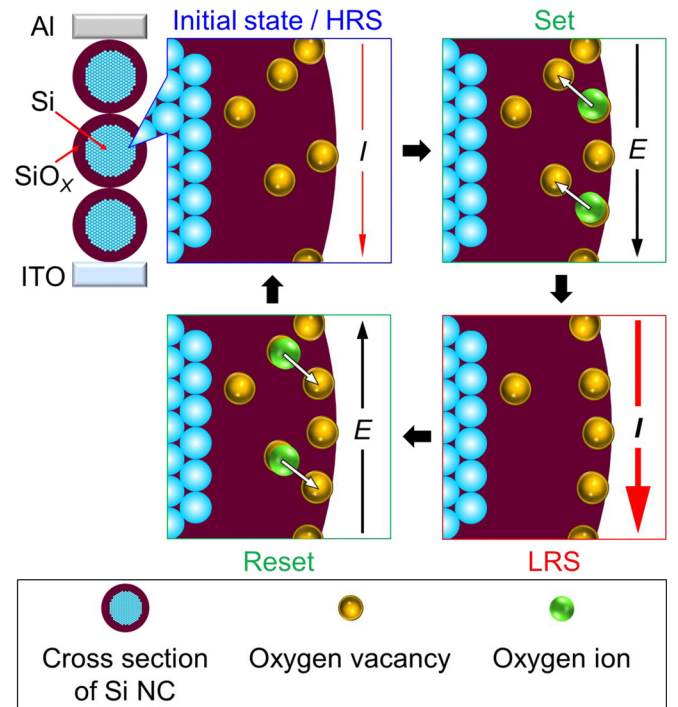 Al
Initial state / HRS
Set
Si
SiOX
ITO
I
E
E
I
Reset
LRS
Cross section
of Si NC
Oxygen vacancy
Oxygen ion